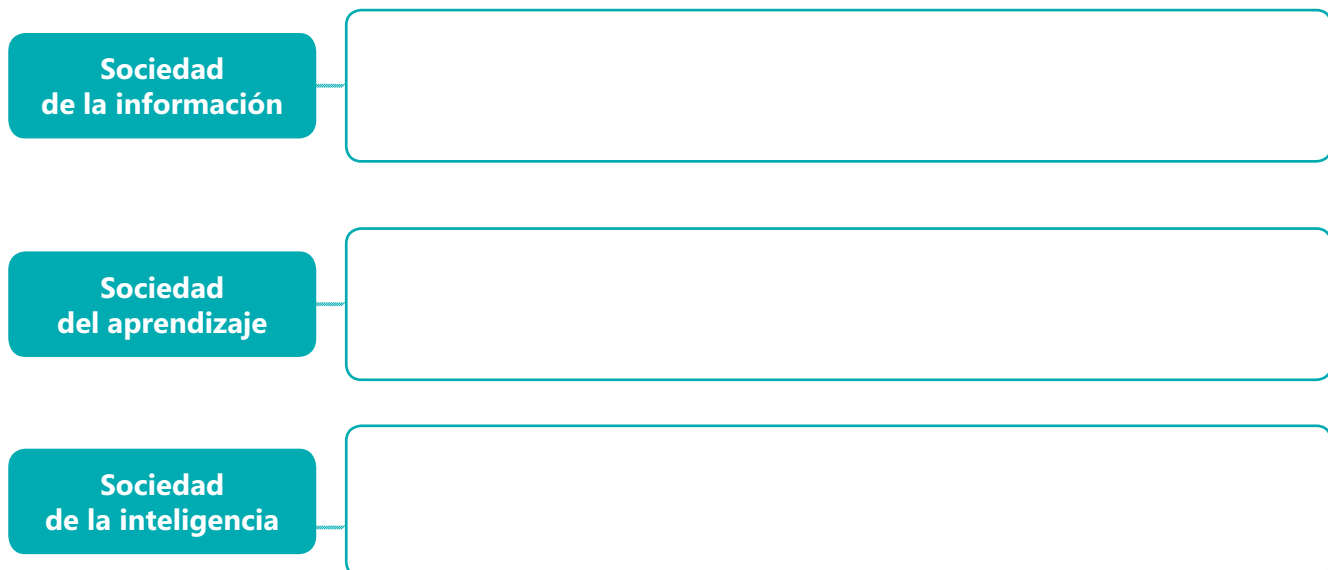 Sociedad
de la información
Sociedad
del aprendizaje
Sociedad
de la inteligencia